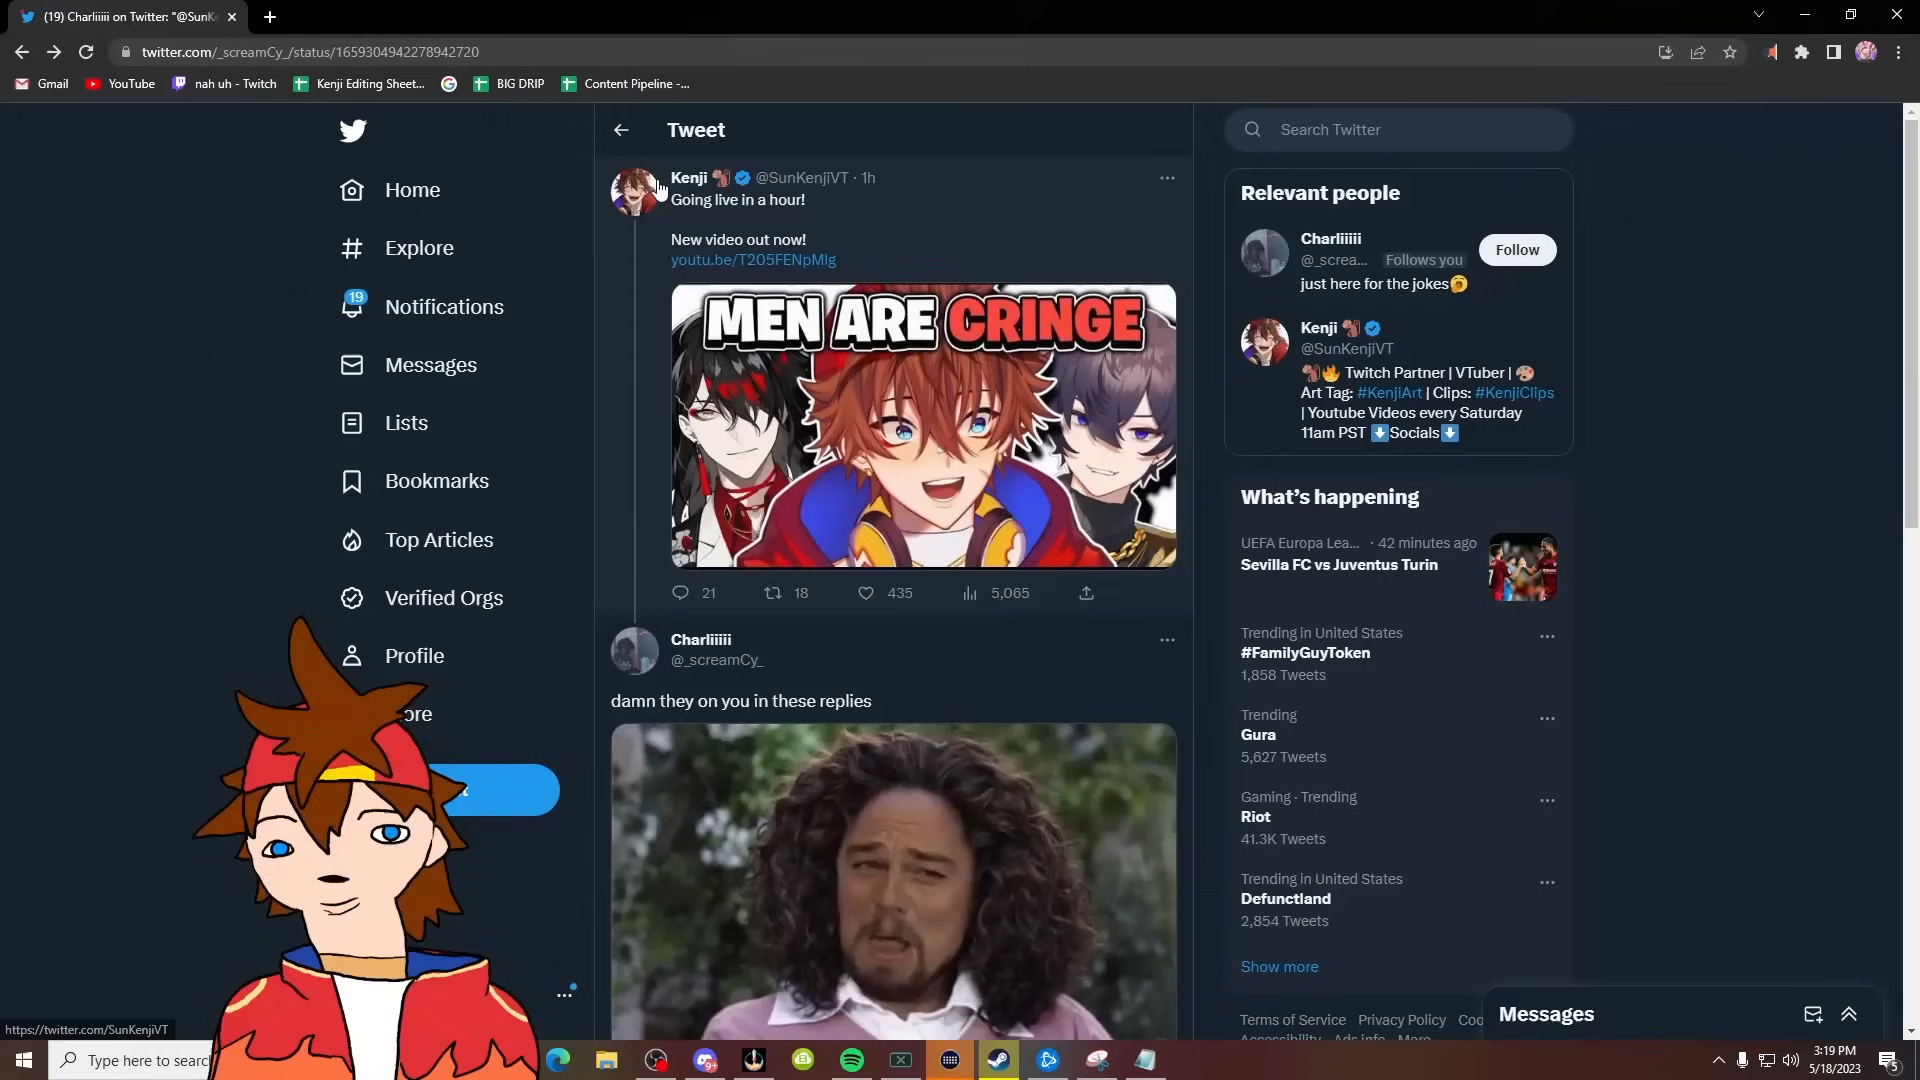 (19) Charliiiii on Twitter: "@SunK
twitter.com/_screamCy_/status/1659304942278942720
Gmail
YouTube
nah uh - Twitch
Kenji Editing Sheet...
BIG DRIP
Content Pipeline -...
Home
Explore
19
Notifications
Messages
Lists
Bookmarks
Top Articles
Verified Orgs
Profile
ore
Tweet
Kenji @SunKenjiVT · 1h
Going live in a hour!
New video out now!
youtu.be/T205FENpMlg
MEN ARE CRINGE
21
18
435
5,065
Charliiiii
@_screamCy_
damn they on you in these replies
Search Twitter
Relevant people
Charliiiii
@_screa... Follows you
Follow
just here for the jokes
Kenji
@SunKenjiVT
Twitch Partner | VTuber |
Art Tag: #KenjiArt | Clips: #KenjiClips
| Youtube Videos every Saturday
11am PST Socials
What's happening
UEFA Europa Lea... · 42 minutes ago
Sevilla FC vs Juventus Turin
Trending in United States
#FamilyGuyToken
1,858 Tweets
Trending
Gura
5,627 Tweets
Gaming · Trending
Riot
41.3K Tweets
Trending in United States
Defunctland
2,854 Tweets
Show more
Terms of Service Privacy Policy Coo
Accessibility Ads info More
Messages
https://twitter.com/SunKenjiVT
Type here to search
9+
3:19 PM
5/18/2023
5